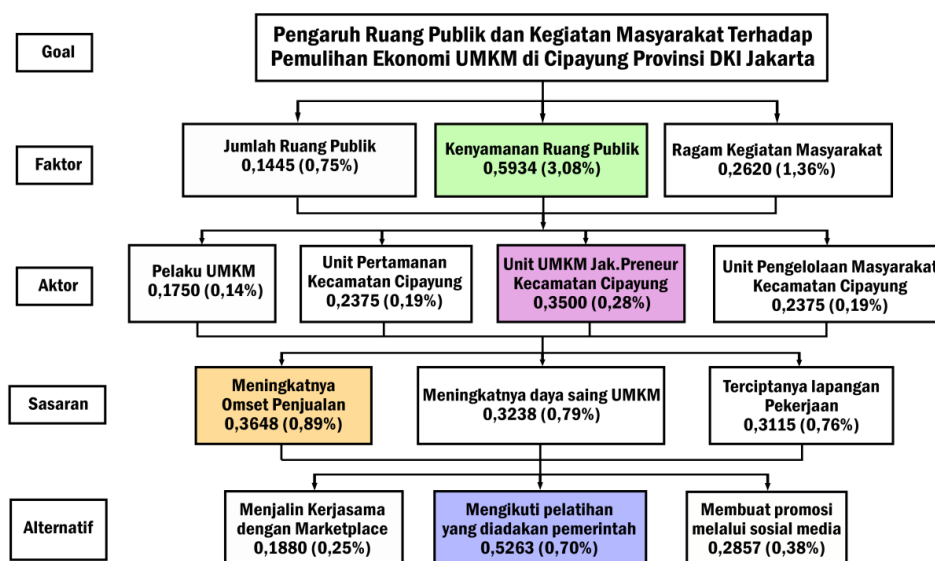 Goal
Pengaruh Ruang Publik dan Kegiatan Masyarakat Terhadap
Pemulihan Ekonomi UMKM di Cipayung Provinsi DKI Jakarta
Faktor
Jumlah Ruang Publik
0,1445 (0,75%)
Kenyamanan Ruang Publik
0,5934 (3,08%)
Ragam Kegiatan Masyarakat
0,2620 (1,36%)
Aktor
Pelaku UMKM
0,1750 (0,14%)
Unit Pertamanan
Kecamatan Cipayung
0,2375 (0,19%)
Unit UMKM Jak.Preneur
Kecamatan Cipayung
0,3500 (0,28%)
Unit Pengelolaan Masyarakat
Kecamatan Cipayung
0,2375 (0,19%)
Sasaran
Meningkatnya
Omset Penjualan
0,3648 (0,89%)
Meningkatnya daya saing UMKM
0,3238 (0,79%)
Terciptanya lapangan
Pekerjaan
0,3115 (0,76%)
Alternatif
Menjalin Kerjasama
dengan Marketplace
0,1880 (0,25%)
Mengikuti pelatihan
yang diadakan pemerintah
0,5263 (0,70%)
Membuat promosi
melalui sosial media
0,2857 (0,38%)